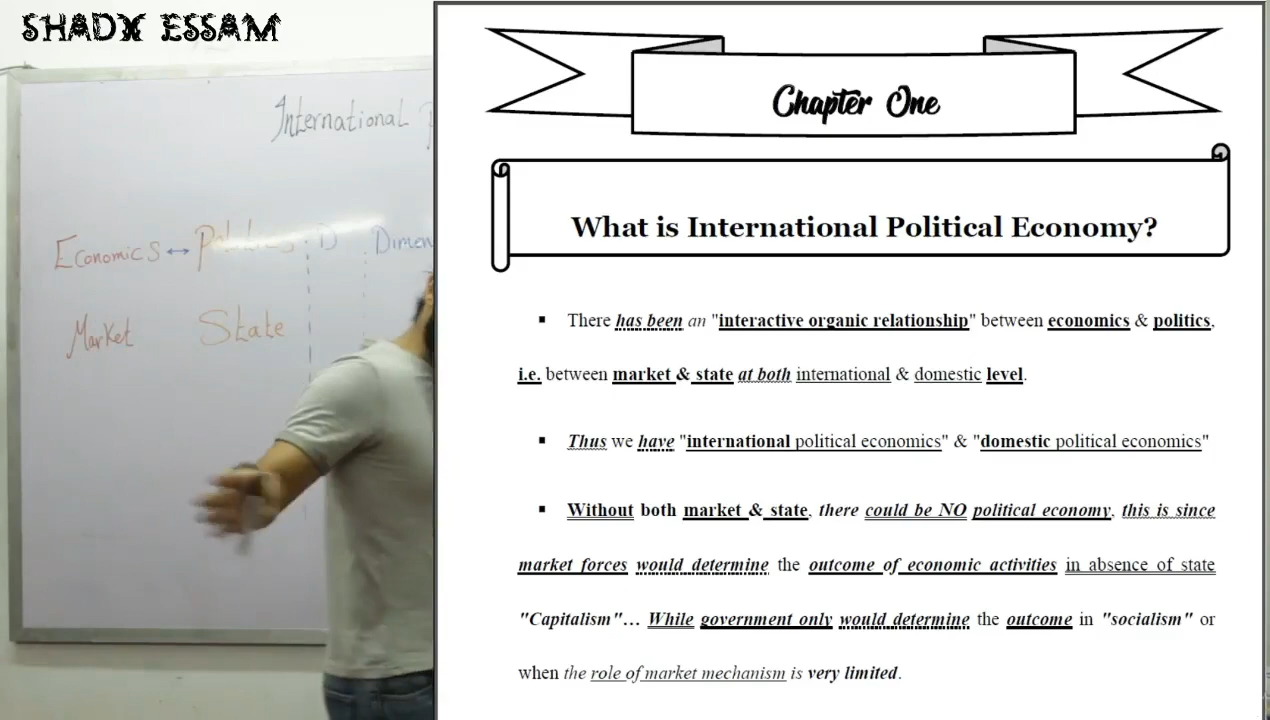 SHADY ESSAM
International
Economics ↔ Politics D Dimen
Market State
Chapter One
What is International Political Economy?
▪ There has been an "interactive organic relationship" between economics & politics,
i.e. between market & state at both international & domestic level.
▪ Thus we have "international political economics" & "domestic political economics"
▪ Without both market & state, there could be NO political economy, this is since
market forces would determine the outcome of economic activities in absence of state
"Capitalism"... While government only would determine the outcome in "socialism" or
when the role of market mechanism is very limited.